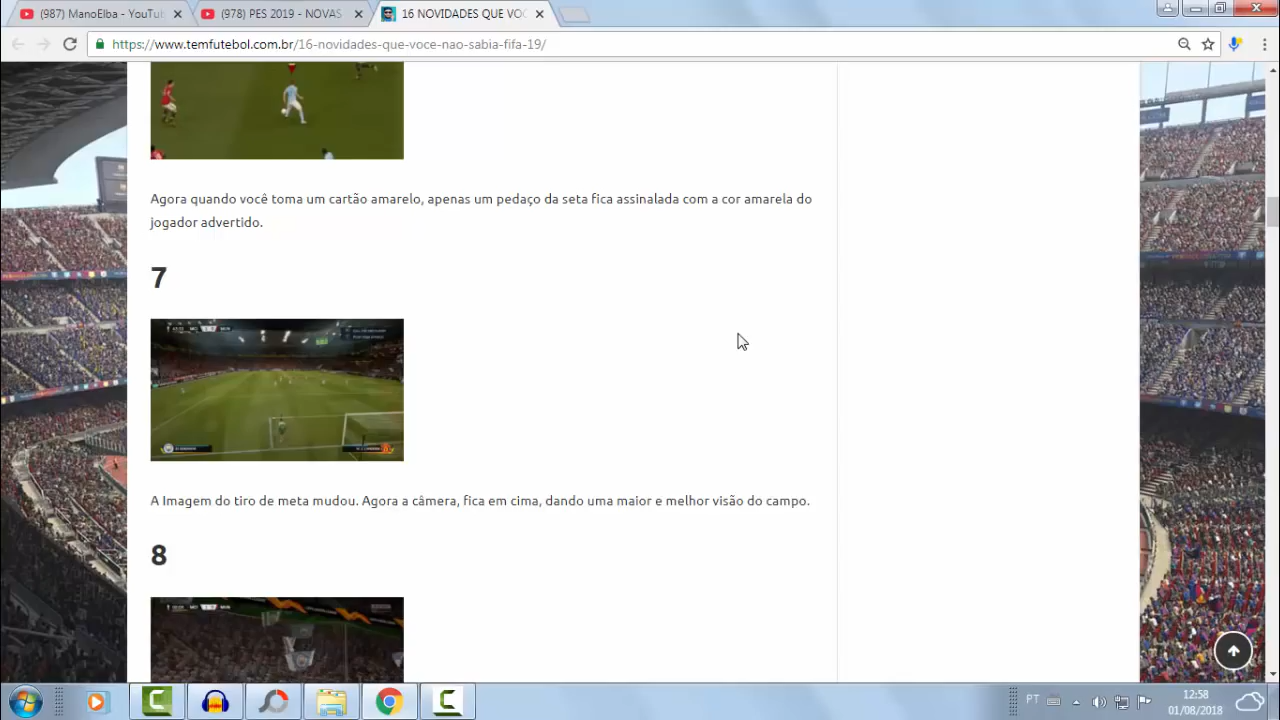 (987) ManoElba - YouTu
(978) PES 2019 - NOVAS
16 NOVIDADES QUE VOC
https://www.temfutebol.com.br/16-novidades-que-voce-nao-sabia-fifa-19/
Agora quando você toma um cartão amarelo, apenas um pedaço da seta fica assinalada com a cor amarela do
jogador advertido.
7
A Imagem do tiro de meta mudou. Agora a câmera, fica em cima, dando uma maior e melhor visão do campo.
8
PT
12:58
01/08/2018